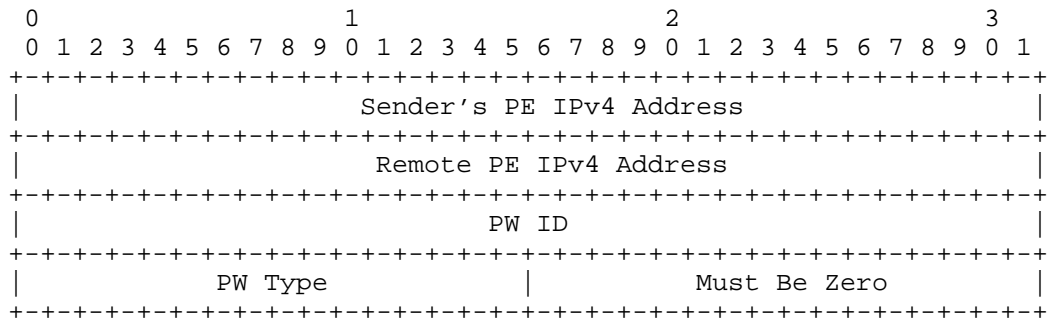 0                   1                   2                   3
 0 1 2 3 4 5 6 7 8 9 0 1 2 3 4 5 6 7 8 9 0 1 2 3 4 5 6 7 8 9 0 1
+-+-+-+-+-+-+-+-+-+-+-+-+-+-+-+-+-+-+-+-+-+-+-+-+-+-+-+-+-+-+-+-+
|                     Sender’s PE IPv4 Address                  |
+-+-+-+-+-+-+-+-+-+-+-+-+-+-+-+-+-+-+-+-+-+-+-+-+-+-+-+-+-+-+-+-+
|                      Remote PE IPv4 Address                   |
+-+-+-+-+-+-+-+-+-+-+-+-+-+-+-+-+-+-+-+-+-+-+-+-+-+-+-+-+-+-+-+-+
|                             PW ID                             |
+-+-+-+-+-+-+-+-+-+-+-+-+-+-+-+-+-+-+-+-+-+-+-+-+-+-+-+-+-+-+-+-+
|            PW Type            |          Must Be Zero         |
+-+-+-+-+-+-+-+-+-+-+-+-+-+-+-+-+-+-+-+-+-+-+-+-+-+-+-+-+-+-+-+-+